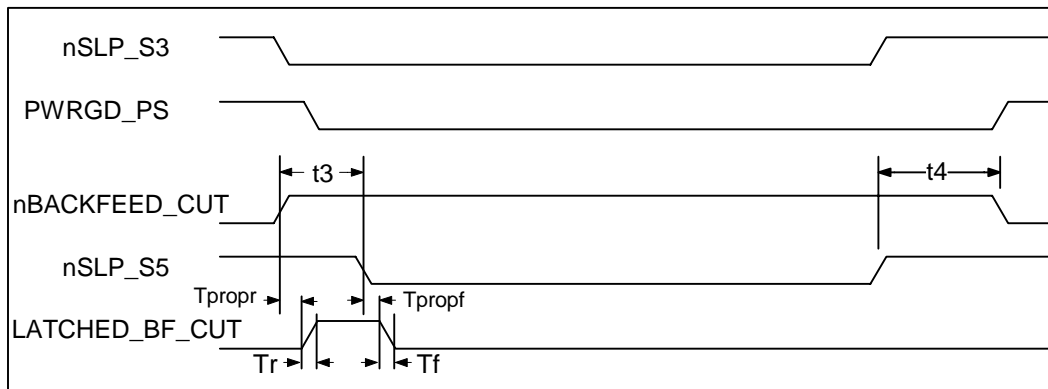 nSLP_S3
PWRGD_PS
t3
t4
nBACKFEED_CUT
nSLP_S5
Tpropr
Tpropf
LATCHED_BF_CUT
Tr
Tf